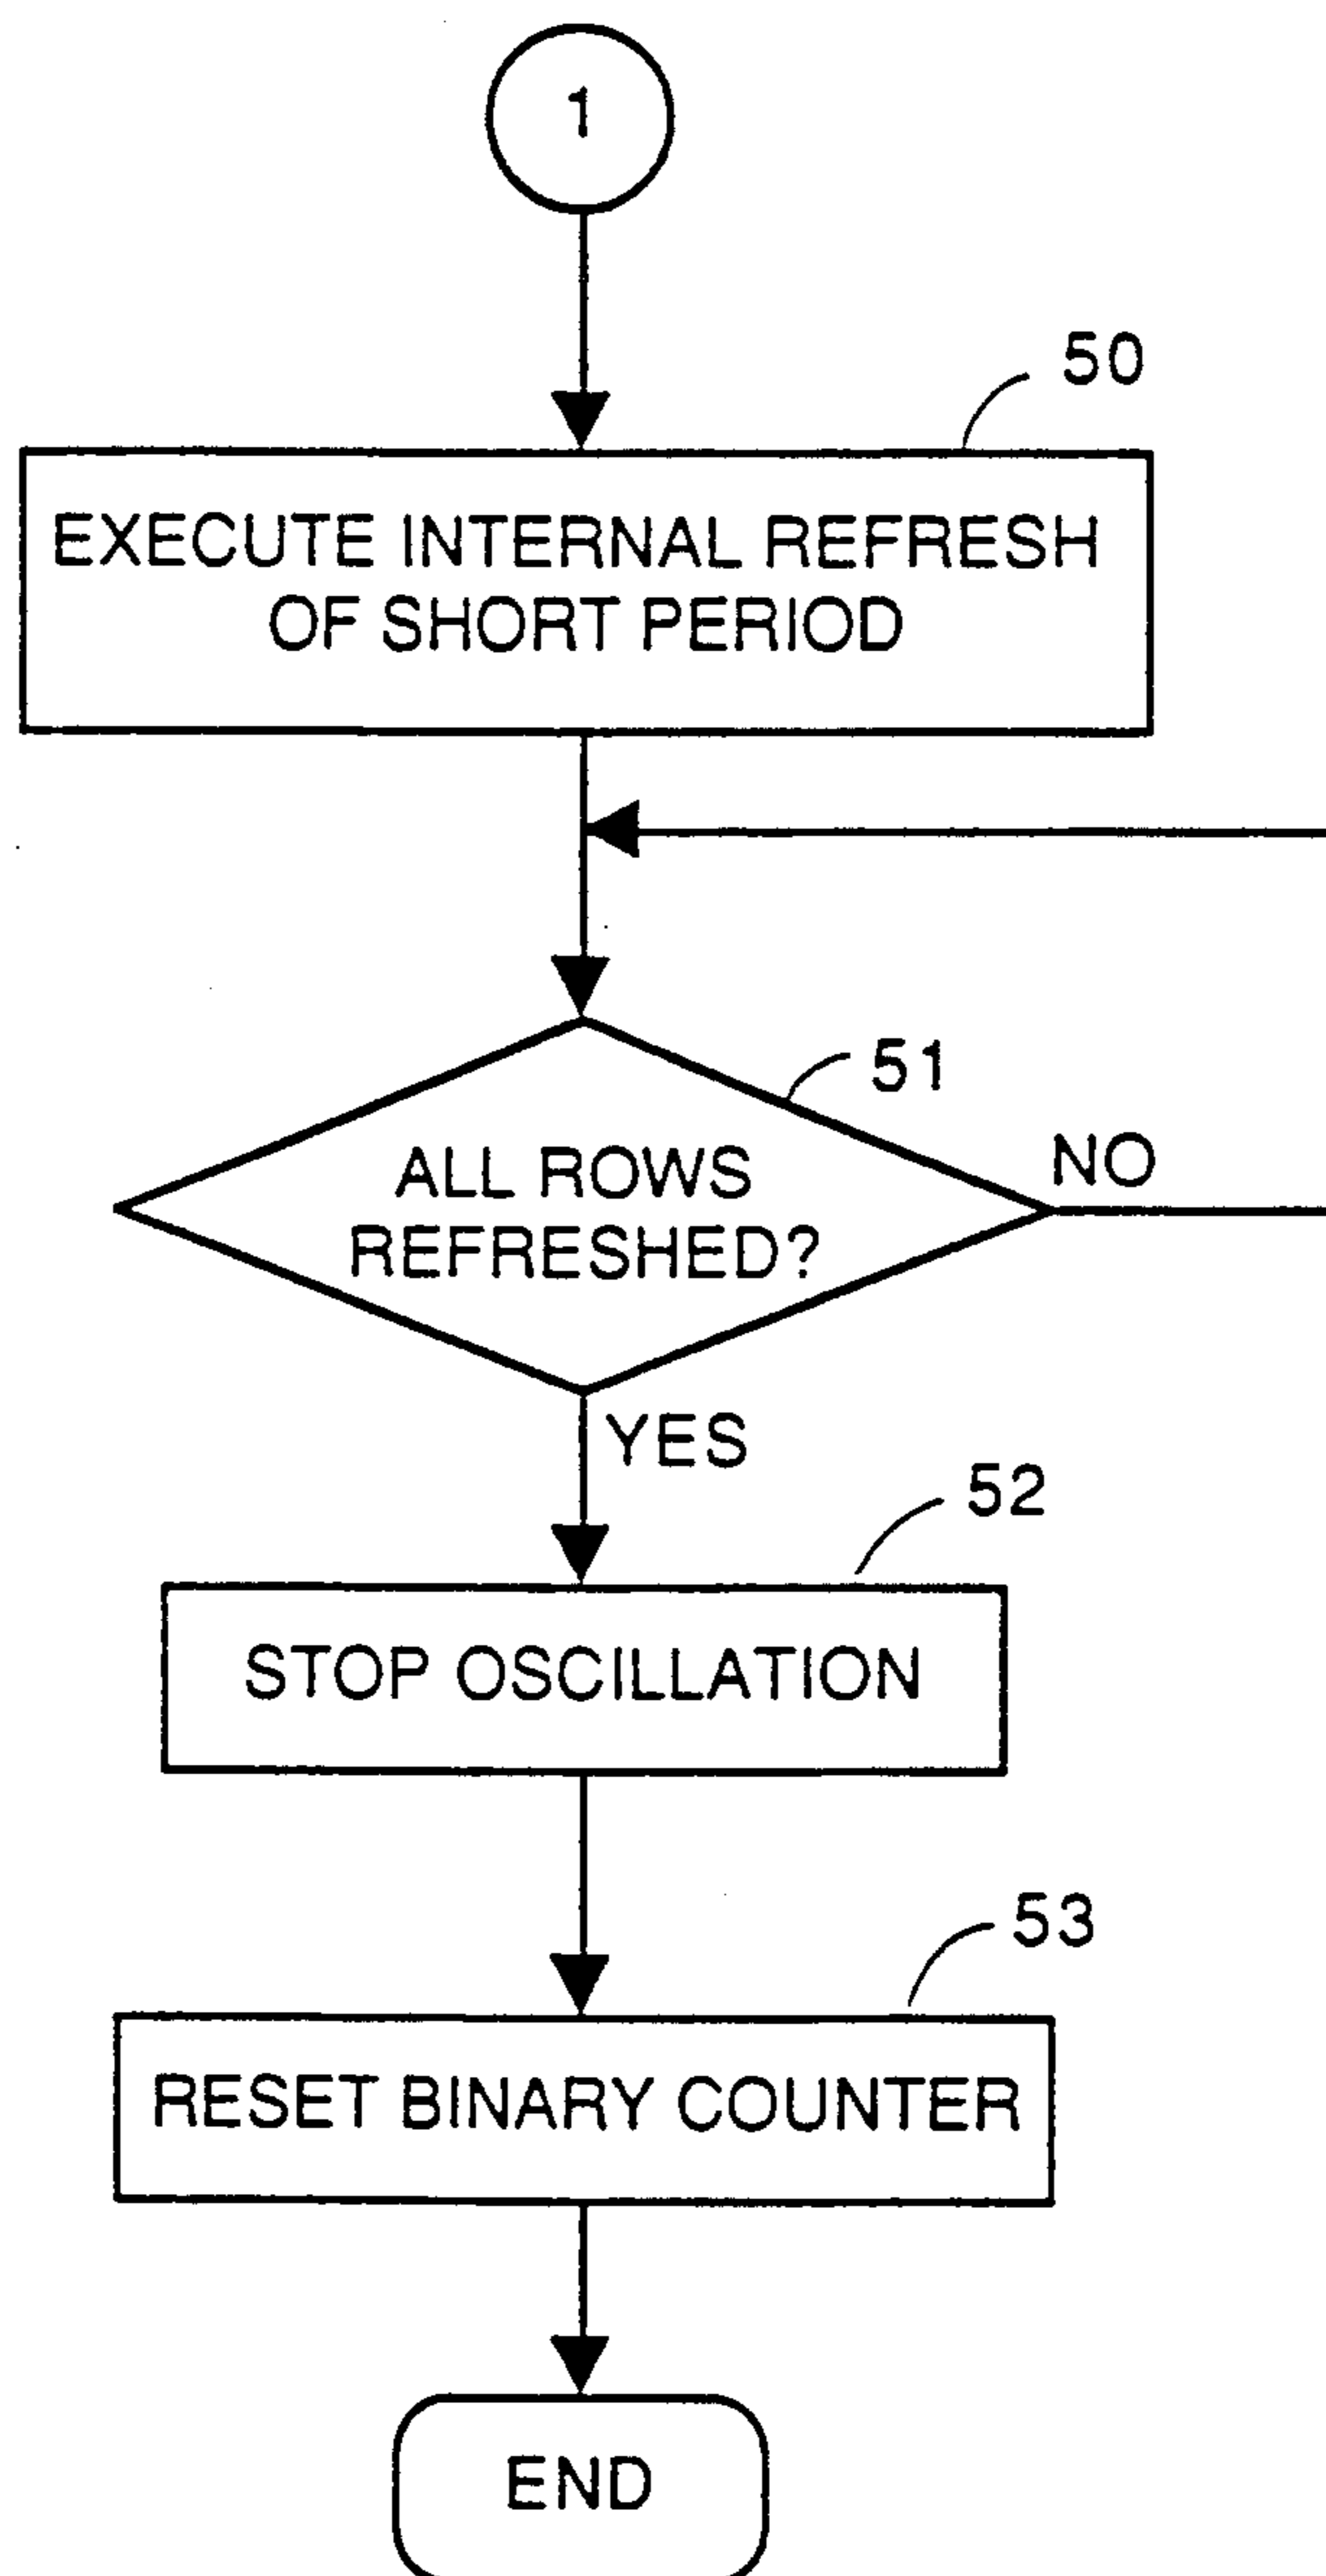 1
50
EXECUTE INTERNAL REFRESH
OF SHORT PERIOD
51
ALL ROWS
REFRESHED?
NO
YES
52
STOP OSCILLATION
53
RESET BINARY COUNTER
END